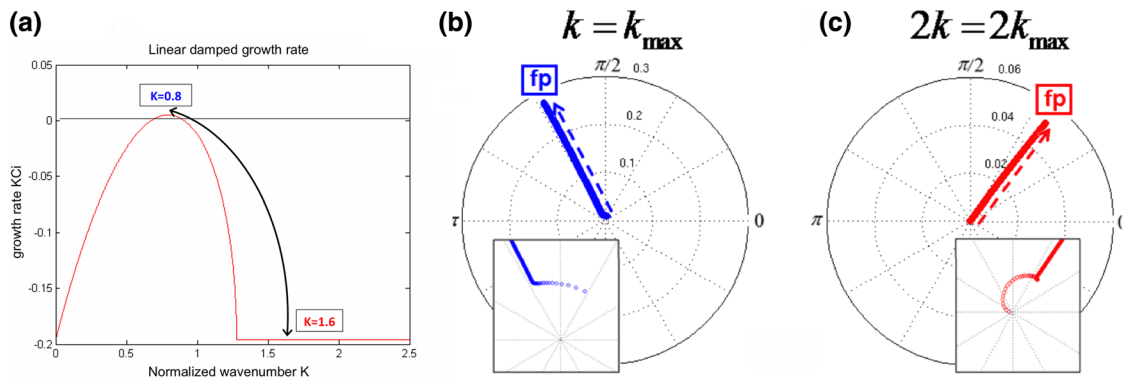 (a)
Linear damped growth rate
0.05
0
-0.05
-0.1
-0.15
-0.2
growth rate KCi
K=0.8
K=1.6
0
0.5
1
1.5
2
2.5
Normalized wavenumber K
(b)
k = kmax
π/2
0.3
0.2
0.1
fp
τ
0
(c)
2k = 2kmax
π/2
0.06
0.04
0.02
fp
π
0